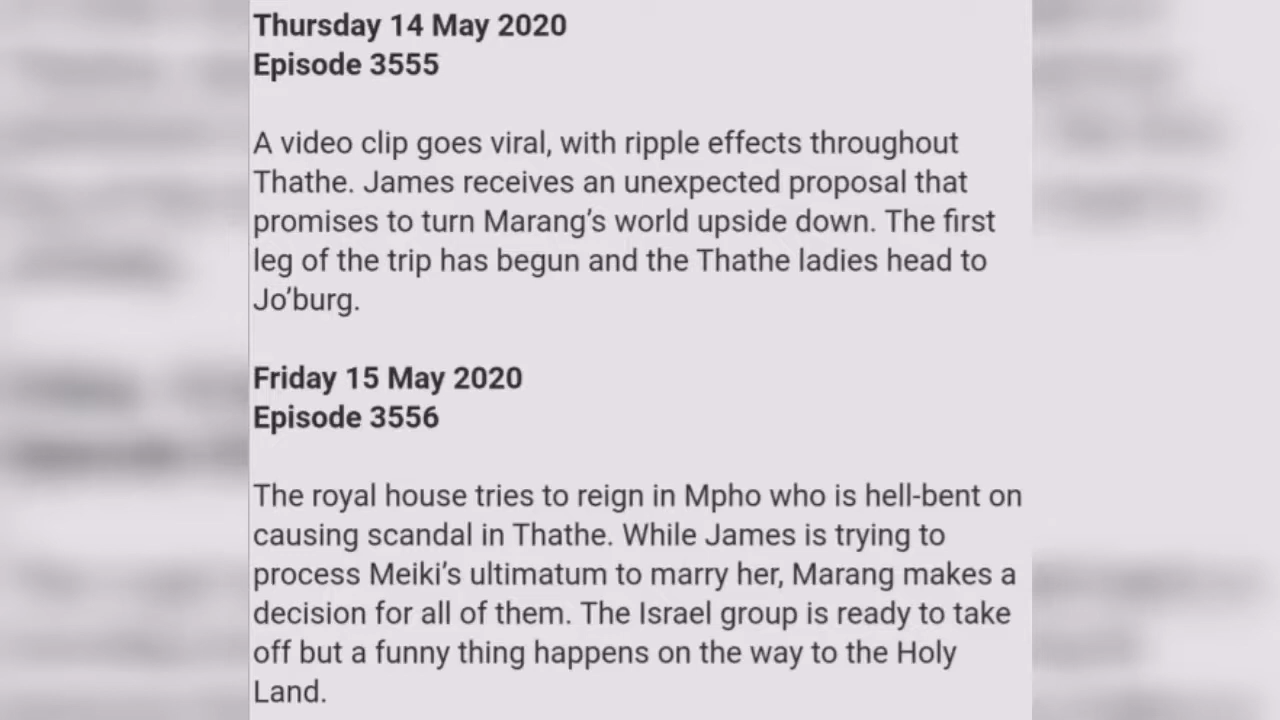 Thursday 14 May 2020
Episode 3555
A video clip goes viral, with ripple effects throughout
Thathe. James receives an unexpected proposal that
promises to turn Marang’s world upside down. The first
leg of the trip has begun and the Thathe ladies head to
Jo’burg.
Friday 15 May 2020
Episode 3556
The royal house tries to reign in Mpho who is hell-bent on
causing scandal in Thathe. While James is trying to
process Meiki’s ultimatum to marry her, Marang makes a
decision for all of them. The Israel group is ready to take
off but a funny thing happens on the way to the Holy
Land.